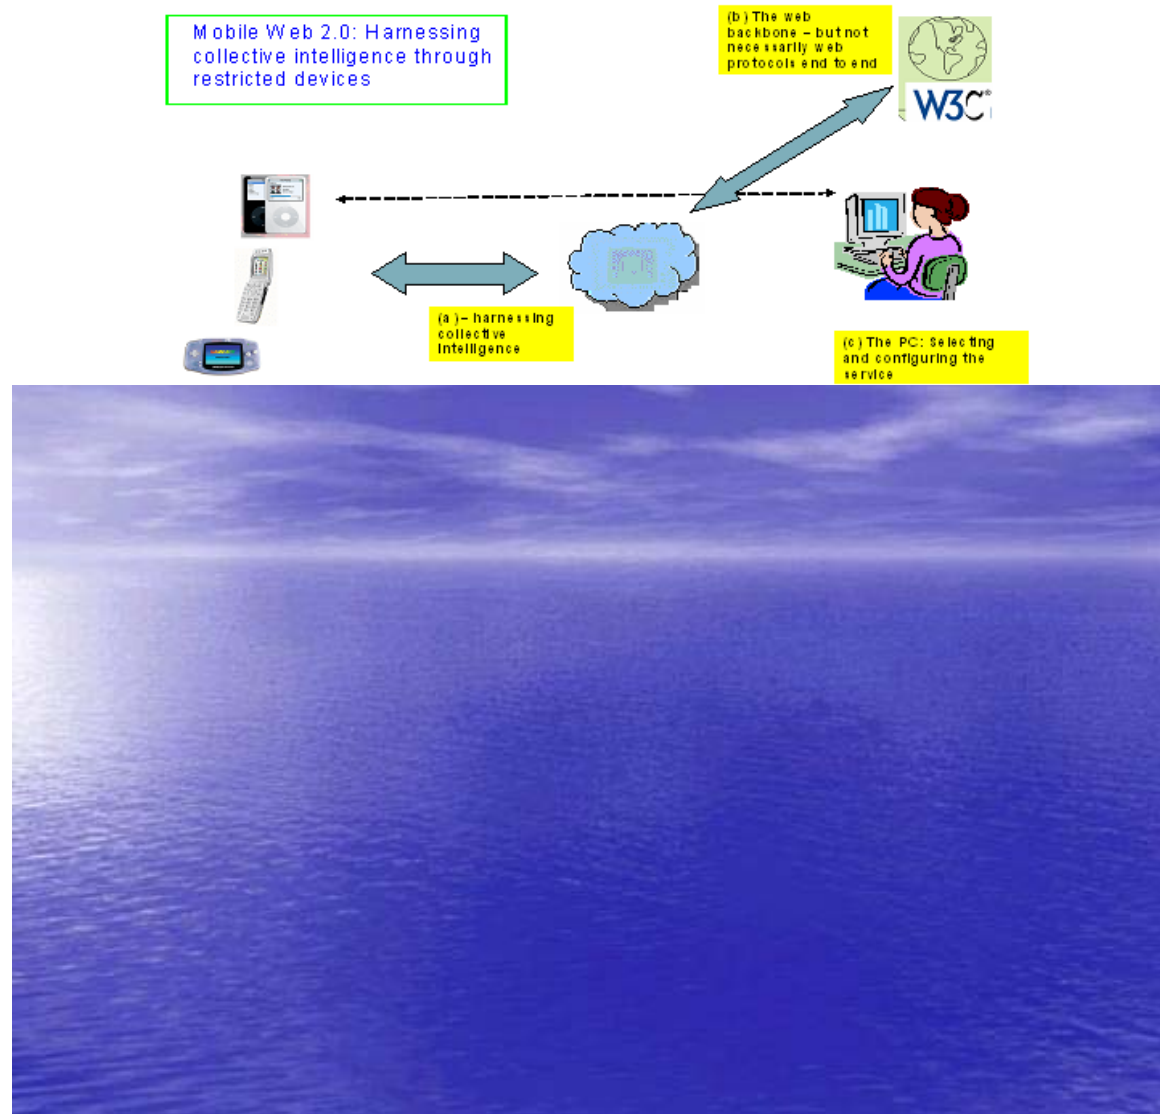 Mobile Web 2.0: Harnessing
collective intelligence through
restricted devices
(b) The web
backbone – but not
necessarily web
protocols end to end
W3C®
(a) – harnessing
collective
intelligence
(c) The PC: Selecting
and configuring the
service